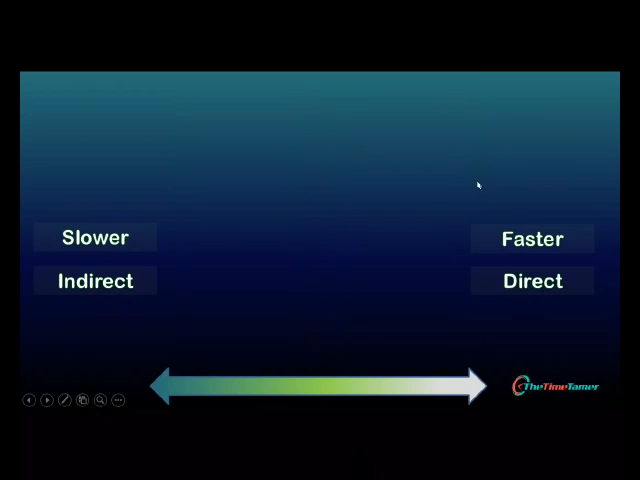 Slower
Faster
Indirect
Direct
TheTimeTamer